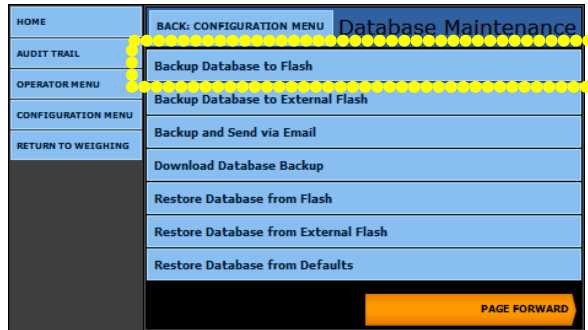 HOME
AUDIT TRAIL
OPERATOR MENU
CONFIGURATION MENU
RETURN TO WEIGHING
BACK: CONFIGURATION MENU
Database Maintenance
Backup Database to Flash
Backup Database to External Flash
Backup and Send via Email
Download Database Backup
Restore Database from Flash
Restore Database from External Flash
Restore Database from Defaults
PAGE FORWARD